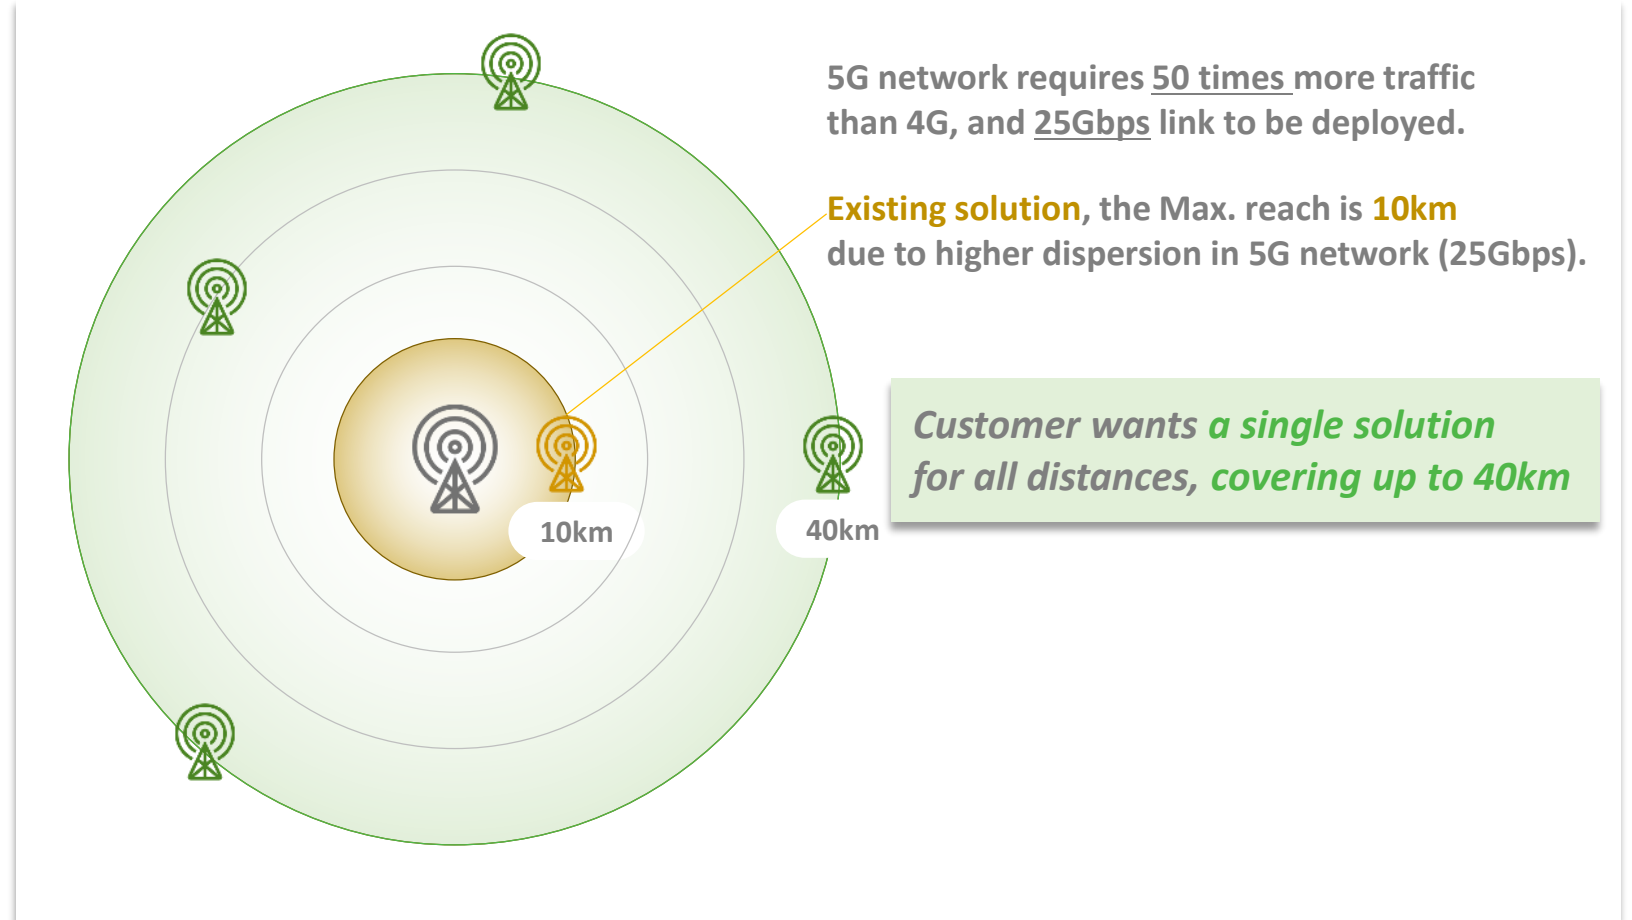 5G network requires 50 times more traffic
than 4G, and 25Gbps link to be deployed.
Existing solution, the Max. reach is 10km
due to higher dispersion in 5G network (25Gbps).
Customer wants a single solution
for all distances, covering up to 40km
10km
40km